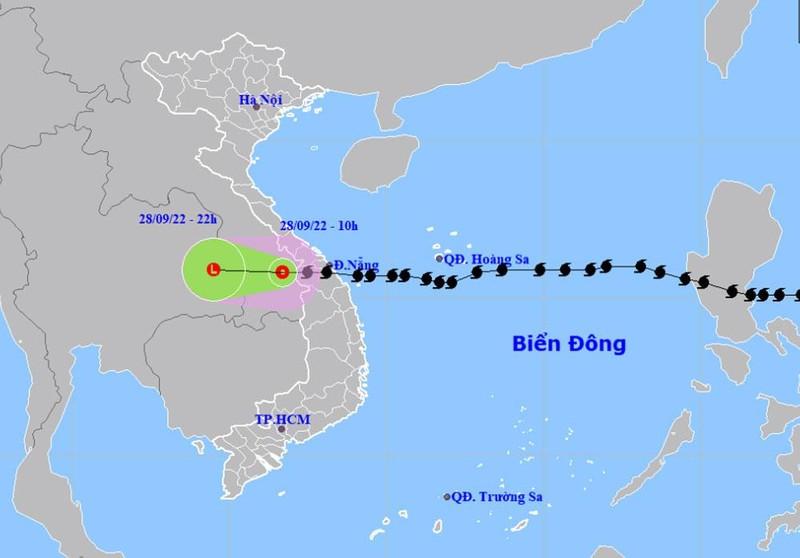 Hà Nội
28/09/22 - 22h
28/09/22 - 10h
Đ.Nẵng
QĐ. Hoàng Sa
Biển Đông
TP.HCM
QĐ. Trường Sa
L